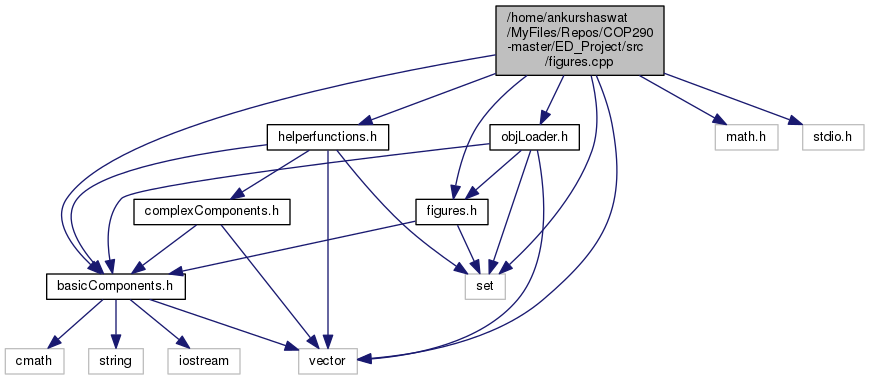 /home/ankurshaswat
/MyFiles/Repos/COP290
-master/ED_Project/src
/figures.cpp
helperfunctions.h
objLoader.h
math.h
stdio.h
complexComponents.h
figures.h
basicComponents.h
set
cmath
string
iostream
vector